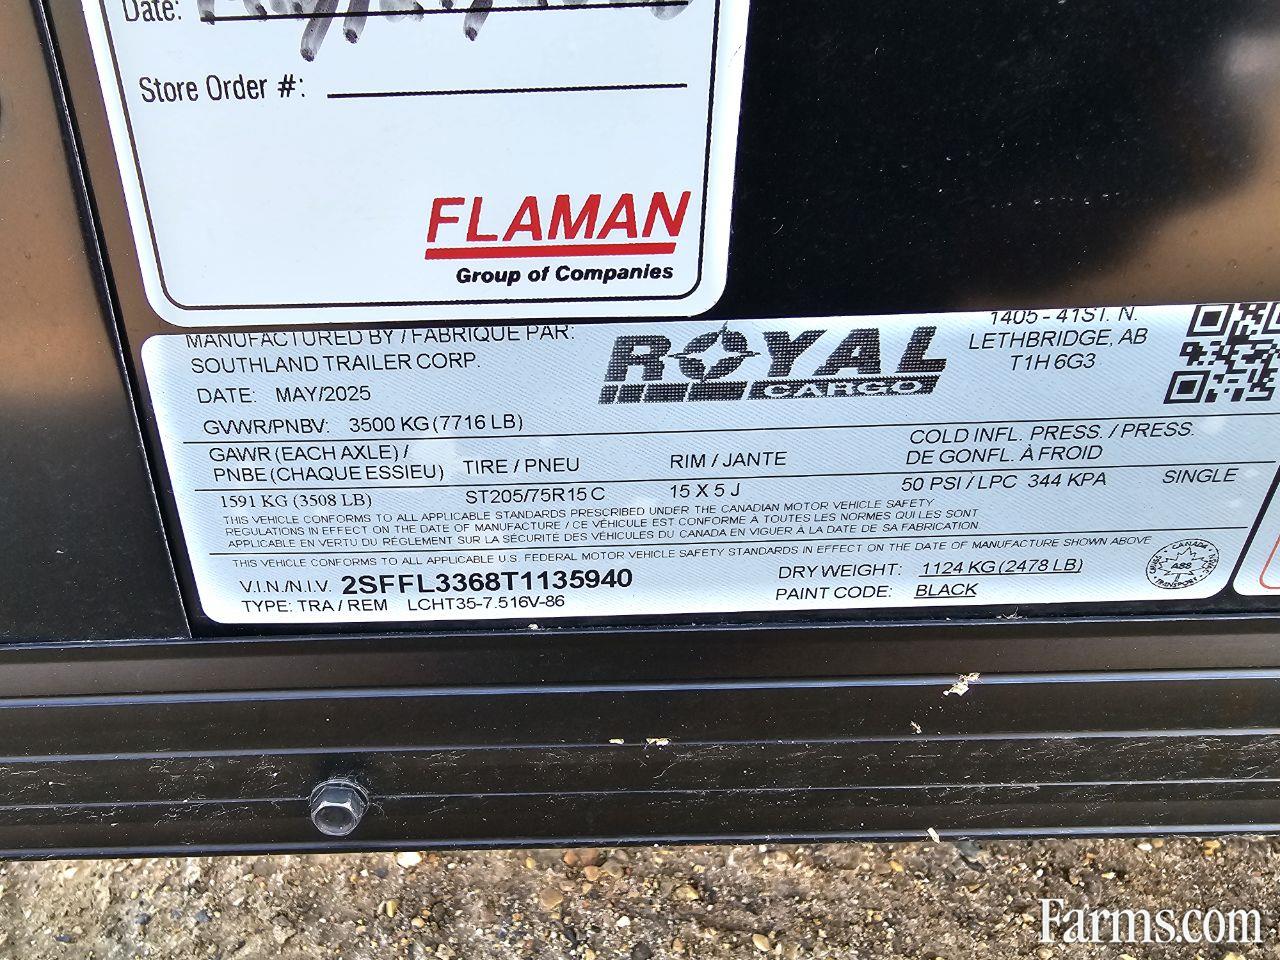 Date:
Store Order #:
FLAMAN
Group of Companies
MANUFACTURED BY / FABRIQUÉ PAR:
SOUTHLAND TRAILER CORP.
DATE: MAY/2025
GVWR/PNBV: 3500 KG (7716 LB)
ROYAL
CARGO
1405 - 41ST. N.
LETHBRIDGE, AB
T1H 6G3
GAWR (EACH AXLE) /
PNBE (CHAQUE ESSIEU)
TIRE / PNEU
RIM / JANTE
COLD INFL. PRESS. / PRESS.
DE GONFL. À FROID
1591 KG (3508 LB)
ST205/75R15 C
15 X 5 J
50 PSI / LPC 344 KPA
SINGLE
THIS VEHICLE CONFORMS TO ALL APPLICABLE STANDARDS PRESCRIBED UNDER THE CANADIAN MOTOR VEHICLE SAFETY
REGULATIONS IN EFFECT ON THE DATE OF MANUFACTURE / CE VÉHICULE EST CONFORME À TOUTES LES NORMES QUI LES SONT
APPLICABLE EN VERTU DU RÉGLEMENT SUR LA SÉCURITÉ DES VÉHICULES DU CANADA EN VIGUER À LA DATE DE SA FABRICATION.
THIS VEHICLE CONFORMS TO ALL APPLICABLE U.S. FEDERAL MOTOR VEHICLE SAFETY STANDARDS IN EFFECT ON THE DATE OF MANUFACTURE SHOWN ABOVE
V.I.N./N.I.V. 2SFFL3368T1135940
TYPE: TRA / REM LCHT35-7.516V-86
DRY WEIGHT: 1124 KG (2478 LB)
PAINT CODE: BLACK
CANADA
TRANSPORT
Farms.com